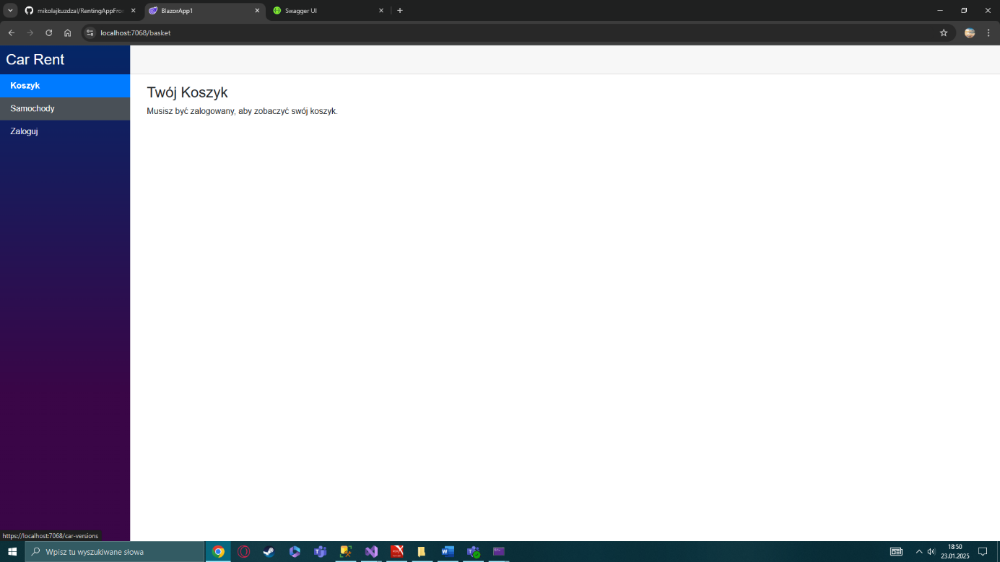 mikolajkuzdzal/RentingAppFro
BlazorApp1
Swagger UI
localhost:7068/basket
Car Rent
Koszyk
Samochody
Zaloguj
Twój Koszyk
Musisz być zalogowany, aby zobaczyć swój koszyk.
https://localhost:7068/car-versions
Wpisz tu wyszukiwane słowa
18:50
23.01.2025